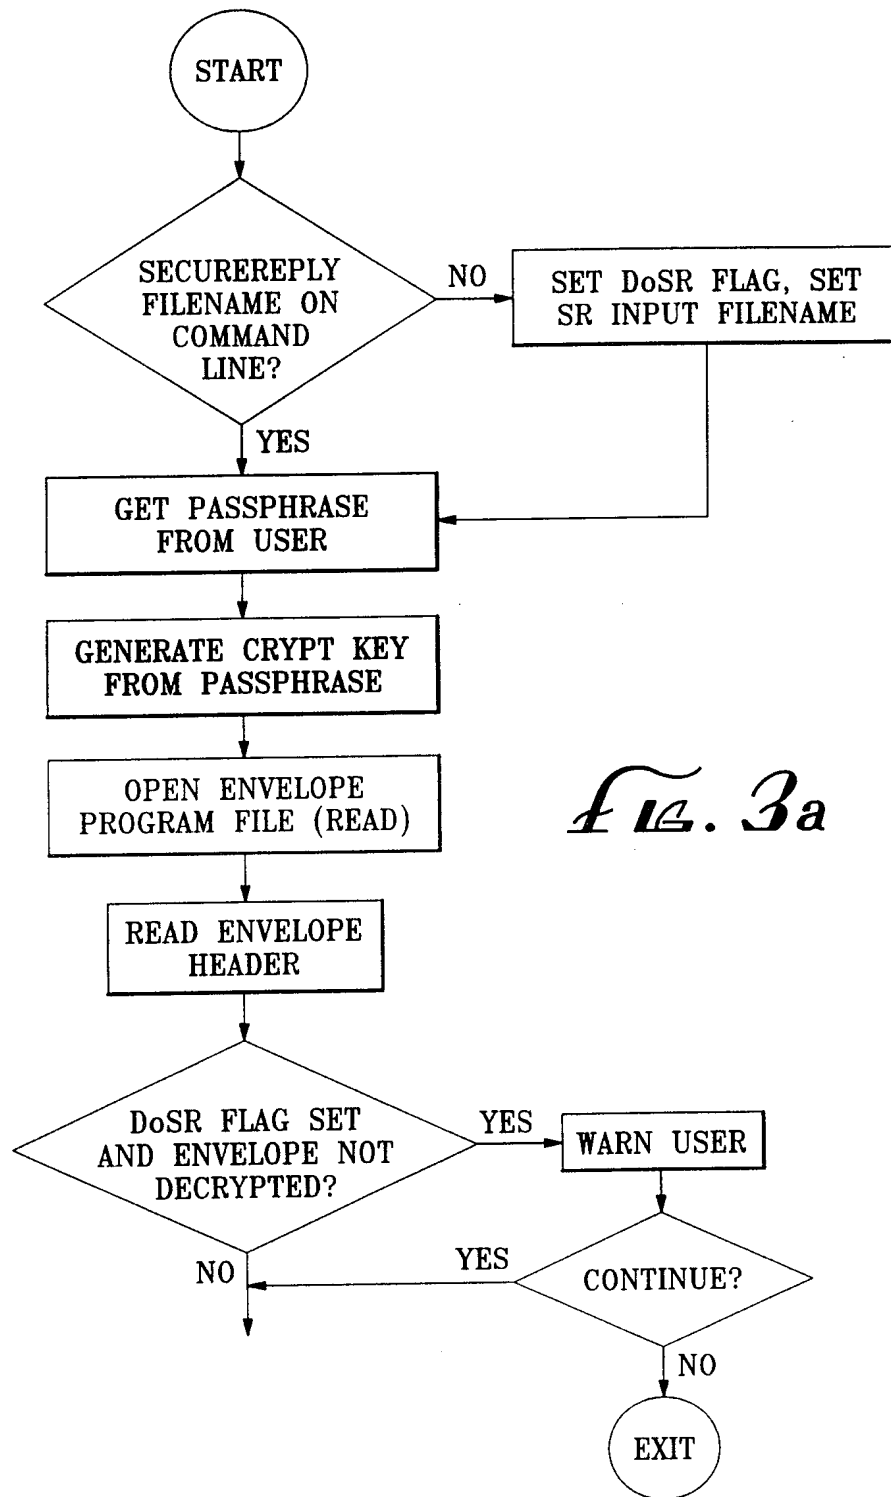 START
SECUREREPLY
FILENAME ON
COMMAND
LINE?
NO
SET DoSR FLAG, SET
SR INPUT FILENAME
YES
GET PASSPHRASE
FROM USER
GENERATE CRYPT KEY
FROM PASSPHRASE
OPEN ENVELOPE
PROGRAM FILE (READ)
FIG. 3a
READ ENVELOPE
HEADER
DoSR FLAG SET
AND ENVELOPE NOT
DECRYPTED?
YES
WARN USER
NO
YES
CONTINUE?
NO
EXIT